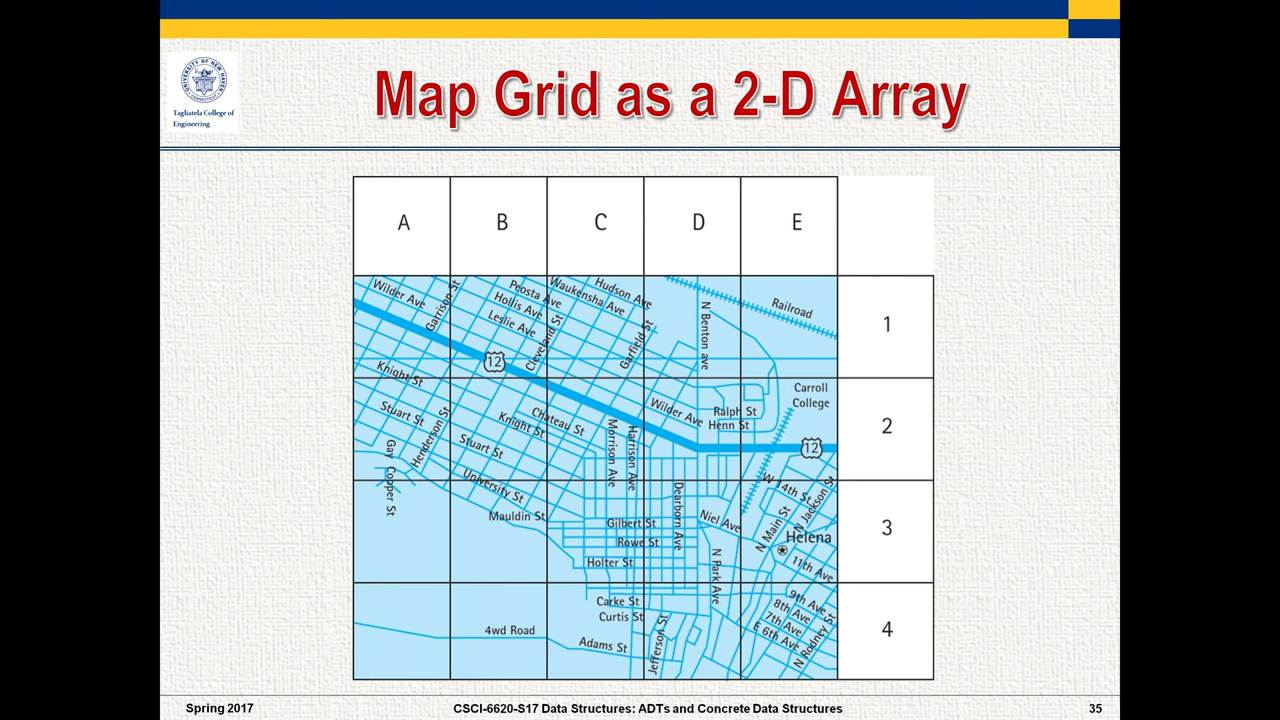 UNIVERSITY OF NEW HAVEN
CONNECTICUT
Tagliatela College of
Engineering
Map Grid as a 2-D Array
A B C D E
Wilder Ave
Garrison St
Peosta Ave
Hollis Ave
Leslie Ave
Waukensha Ave
Hudson Ave
Cleveland St
Garfield St
N Benton ave
Railroad
1
12
Knight St
Stuart St
Henderson St
Gay Cooper St
Knight St
Chateau St
Stuart St
University St
Morrison Ave
Harrison Ave
Wilder Ave
Ralph St
Henn St
Carroll
College
12
2
Mauldin St
Gilbert St
Rowe St
Holter St
Dearborn Ave
Niel Ave
N Park Ave
W 14th St
N Jackson St
N Main St
Helena
11th Ave
3
4wd Road
Carke St
Curtis St
Adams St
Jefferson St
9th Ave
8th Ave
7th Ave
E 6th Ave
N Rodney St
4
Spring 2017
CSCI-6620-S17 Data Structures: ADTs and Concrete Data Structures
35